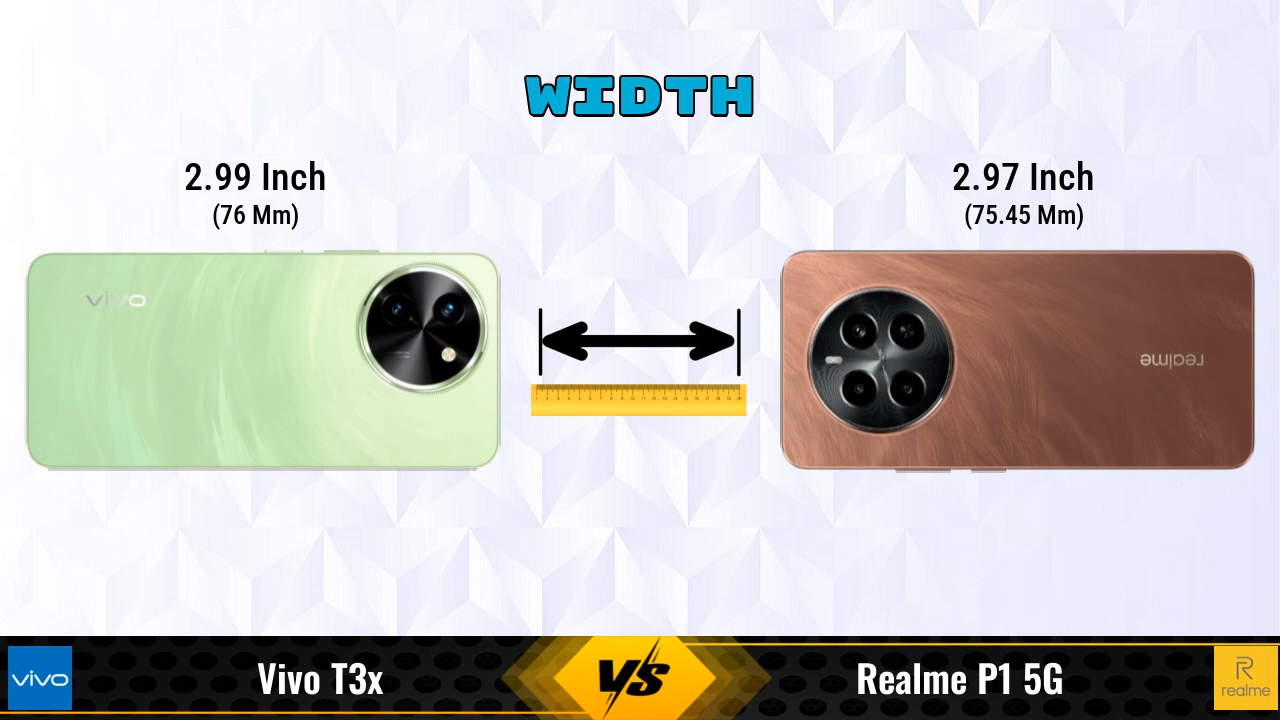 WIDTH
2.99 Inch
(76 Mm)
2.97 Inch
(75.45 Mm)
vivo
realme
vivo
Vivo T3x
VS
Realme P1 5G
R
realme